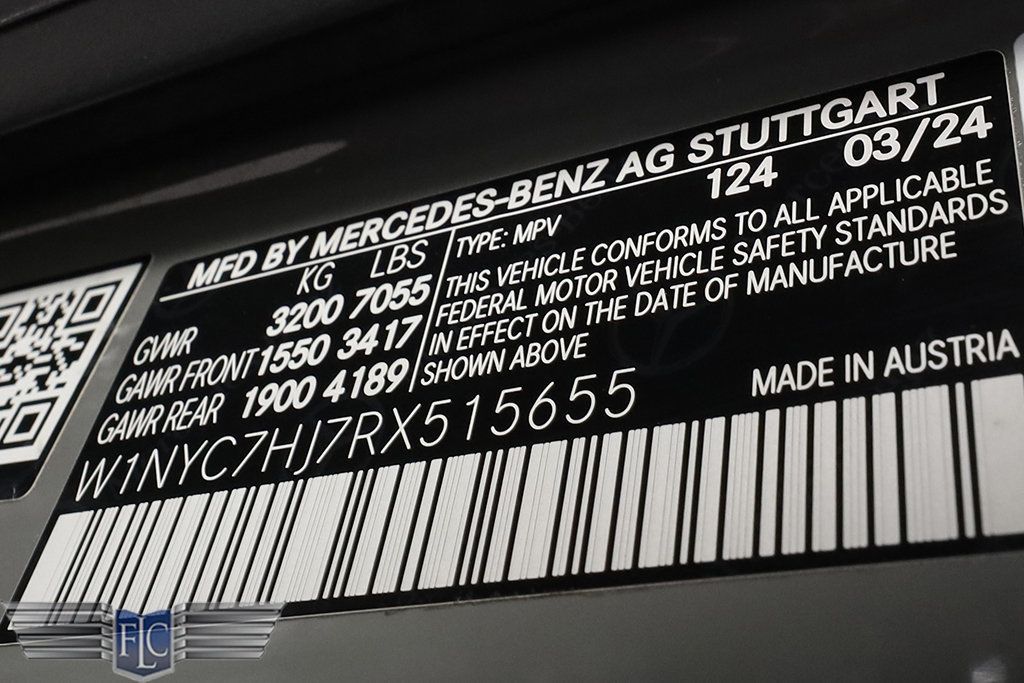 MFD BY MERCEDES-BENZ AG STUTTGART
124 03/24
KG LBS
GVWR 3200 7055
GAWR FRONT 1550 3417
GAWR REAR 1900 4189
TYPE: MPV
THIS VEHICLE CONFORMS TO ALL APPLICABLE
FEDERAL MOTOR VEHICLE SAFETY STANDARDS
IN EFFECT ON THE DATE OF MANUFACTURE
SHOWN ABOVE
W1NYC7HJ7RX515655
MADE IN AUSTRIA
FLC